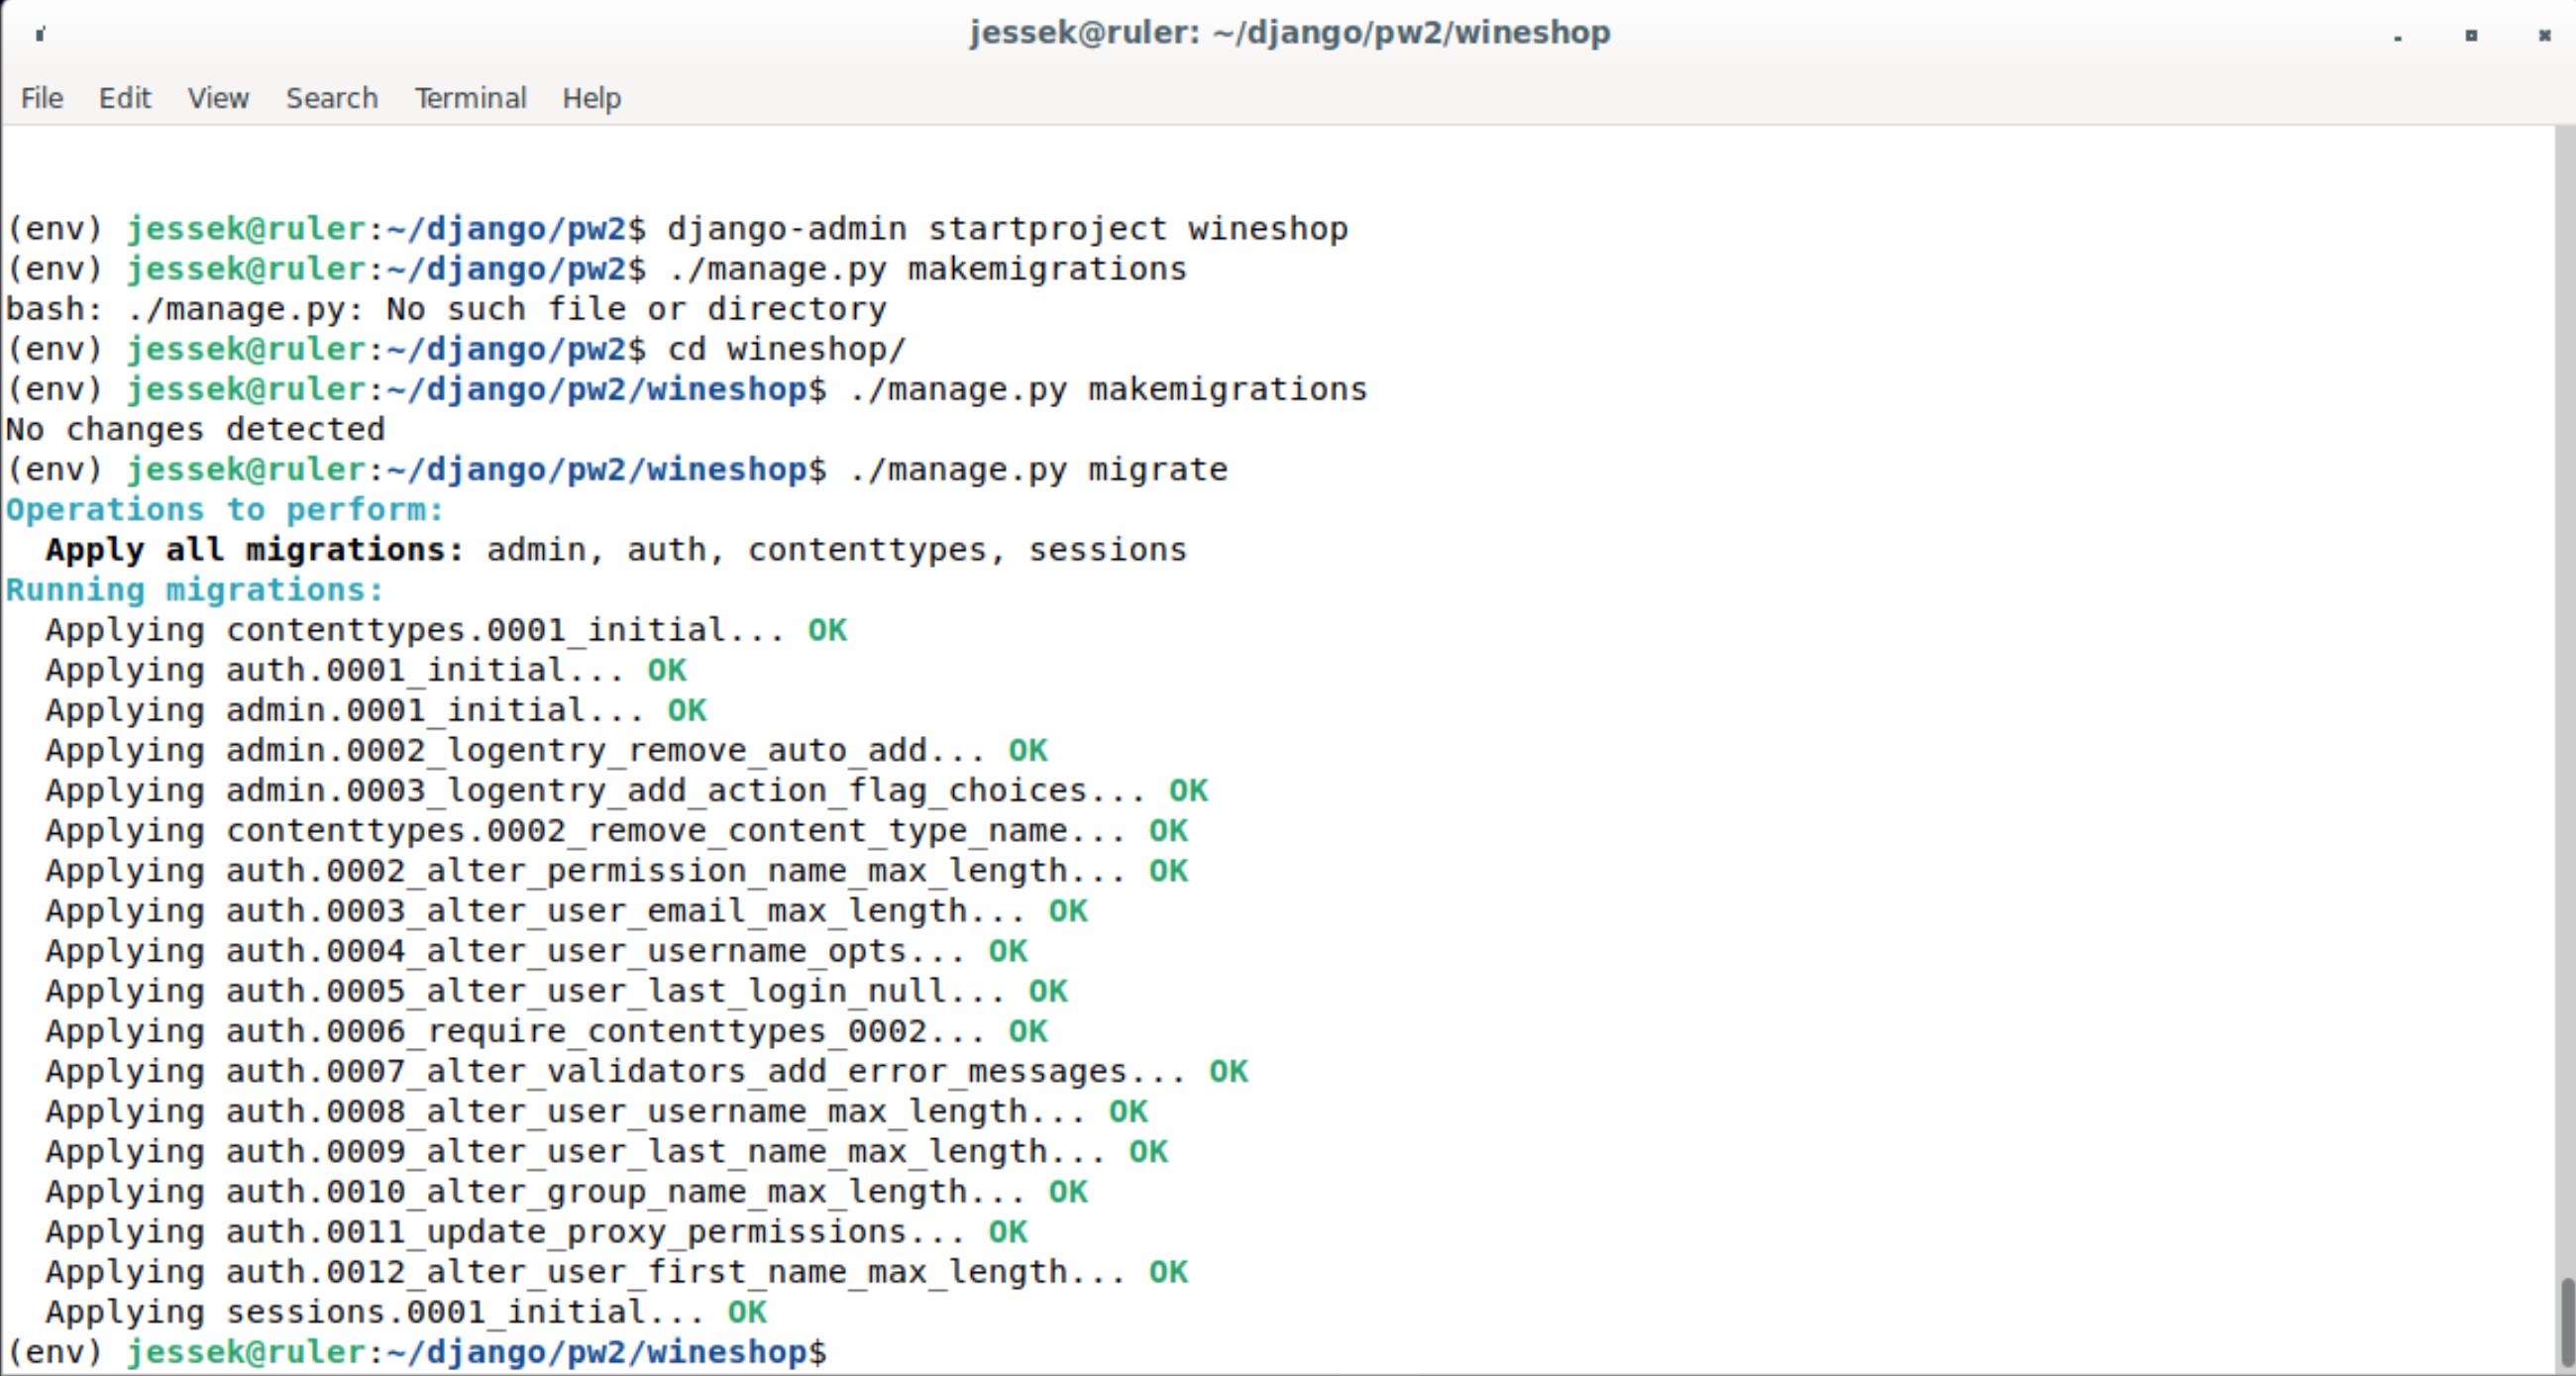 jessek@ruler: ~/django/pw2/wineshop
File Edit View Search Terminal Help
(env) jessek@ruler:~/django/pw2$ django-admin startproject wineshop
(env) jessek@ruler:~/django/pw2$ ./manage.py makemigrations
bash: ./manage.py: No such file or directory
(env) jessek@ruler:~/django/pw2$ cd wineshop/
(env) jessek@ruler:~/django/pw2/wineshop$ ./manage.py makemigrations
No changes detected
(env) jessek@ruler:~/django/pw2/wineshop$ ./manage.py migrate
Operations to perform:
  Apply all migrations: admin, auth, contenttypes, sessions
Running migrations:
  Applying contenttypes.0001_initial... OK
  Applying auth.0001_initial... OK
  Applying admin.0001_initial... OK
  Applying admin.0002_logentry_remove_auto_add... OK
  Applying admin.0003_logentry_add_action_flag_choices... OK
  Applying contenttypes.0002_remove_content_type_name... OK
  Applying auth.0002_alter_permission_name_max_length... OK
  Applying auth.0003_alter_user_email_max_length... OK
  Applying auth.0004_alter_user_username_opts... OK
  Applying auth.0005_alter_user_last_login_null... OK
  Applying auth.0006_require_contenttypes_0002... OK
  Applying auth.0007_alter_validators_add_error_messages... OK
  Applying auth.0008_alter_user_username_max_length... OK
  Applying auth.0009_alter_user_last_name_max_length... OK
  Applying auth.0010_alter_group_name_max_length... OK
  Applying auth.0011_update_proxy_permissions... OK
  Applying auth.0012_alter_user_first_name_max_length... OK
  Applying sessions.0001_initial... OK
(env) jessek@ruler:~/django/pw2/wineshop$